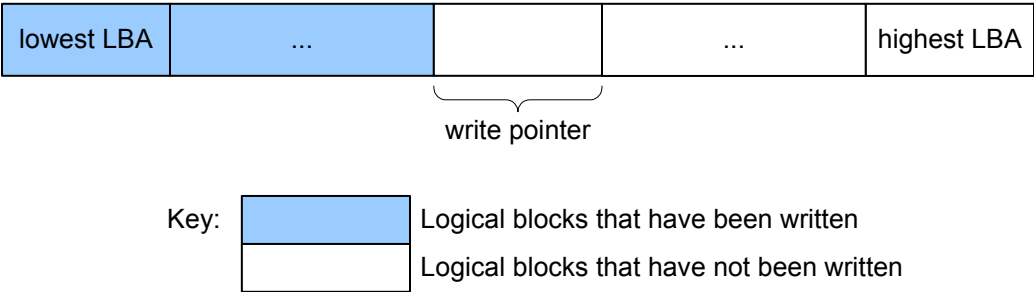 lowest LBA ... ... highest LBA
write pointer
Key: Logical blocks that have been written
Logical blocks that have not been written